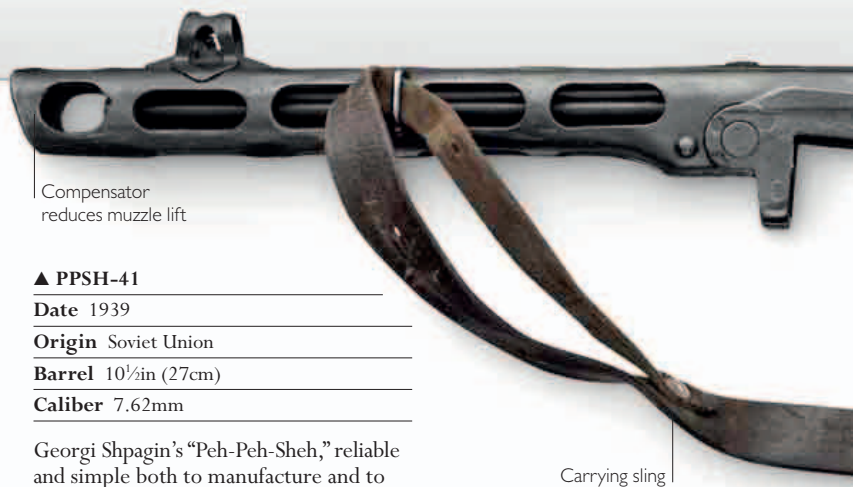 Compensator
reduces muzzle lift
▲ PPSH-41
Date 1939
Origin Soviet Union
Barrel 10½in (27cm)
Caliber 7.62mm
Georgi Shpagin’s “Peh-Peh-Sheh,” reliable
and simple both to manufacture and to
Carrying sling